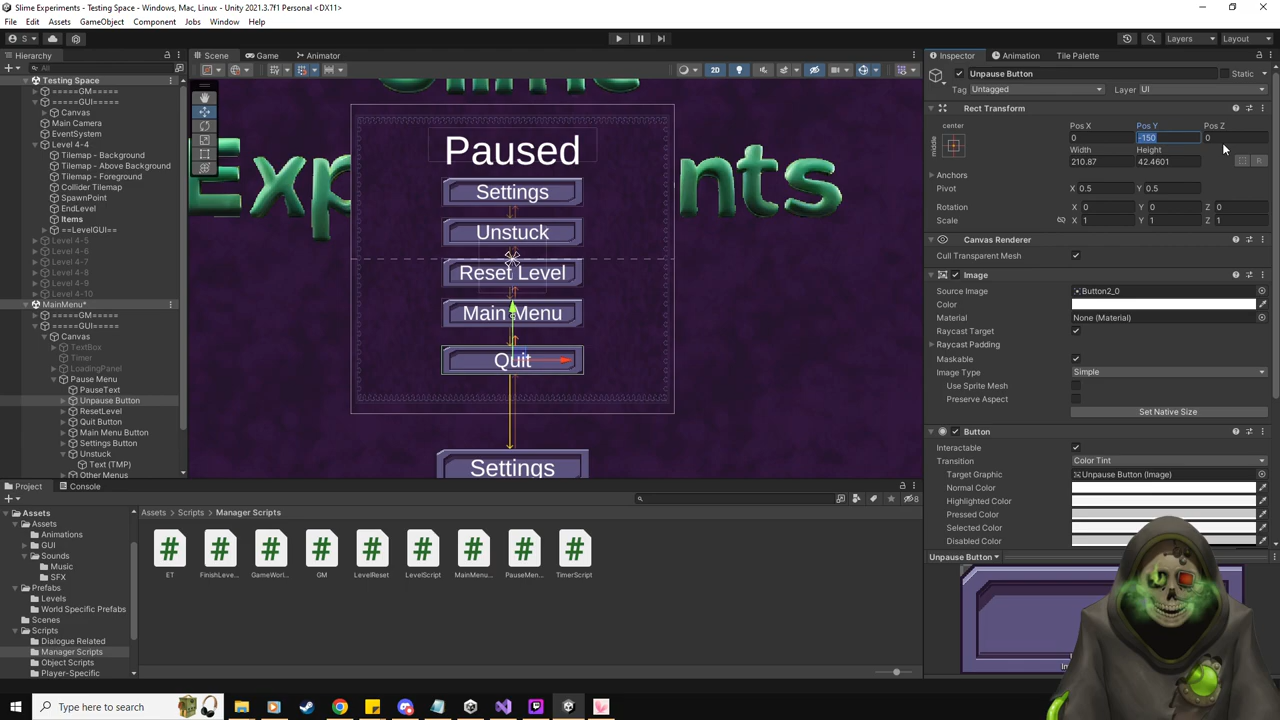 Slime Experiments - Testing Space - Windows, Mac, Linux - Unity 2021.3.7f1 Personal <DX11>
File Edit Assets GameObject Component Jobs Window Help
S Layers Layout
Hierarchy
All
Testing Space
=====GM=====
=====GUI=====
Canvas
Main Camera
EventSystem
Level 4-4
Tilemap - Background
Tilemap - Above Background
Tilemap - Foreground
Collider Tilemap
SpawnPoint
EndLevel
Items
==LevelGUI==
Level 4-5
Level 4-6
Level 4-7
Level 4-8
Level 4-9
Level 4-10
MainMenu*
=====GM=====
=====GUI=====
Canvas
TextBox
Timer
LoadingPanel
Pause Menu
PauseText
Unpause Button
ResetLevel
Quit Button
Main Menu Button
Settings Button
Unstuck
Text (TMP)
Other Menus
Scene Game Animator
2D
Paused
Settings
Unstuck
Reset Level
Main Menu
Quit
Settings
Inspector Animation Tile Palette
Unpause Button Static
Tag Untagged Layer UI
Rect Transform
center
middle
Pos X Pos Y Pos Z
0 -150 0
Width Height
210.87 42.4601
R
Anchors
Pivot X 0.5 Y 0.5
Rotation X 0 Y 0 Z 0
Scale X 1 Y 1 Z 1
Canvas Renderer
Cull Transparent Mesh
Image
Source Image Button2_0
Color
Material None (Material)
Raycast Target
Raycast Padding
Maskable
Image Type Simple
Use Sprite Mesh
Preserve Aspect
Set Native Size
Button
Interactable
Transition Color Tint
Target Graphic Unpause Button (Image)
Normal Color
Highlighted Color
Pressed Color
Selected Color
Disabled Color
Unpause Button
Project Console
8
Assets
Assets
Animations
GUI
Sounds
Music
SFX
Prefabs
Levels
World Specific Prefabs
Scenes
Scripts
Dialogue Related
Manager Scripts
Object Scripts
Player-Specific
Assets > Scripts > Manager Scripts
ET FinishLeve... GameWorl... GM LevelReset LevelScript MainMenu... PauseMen... TimerScript
Type here to search